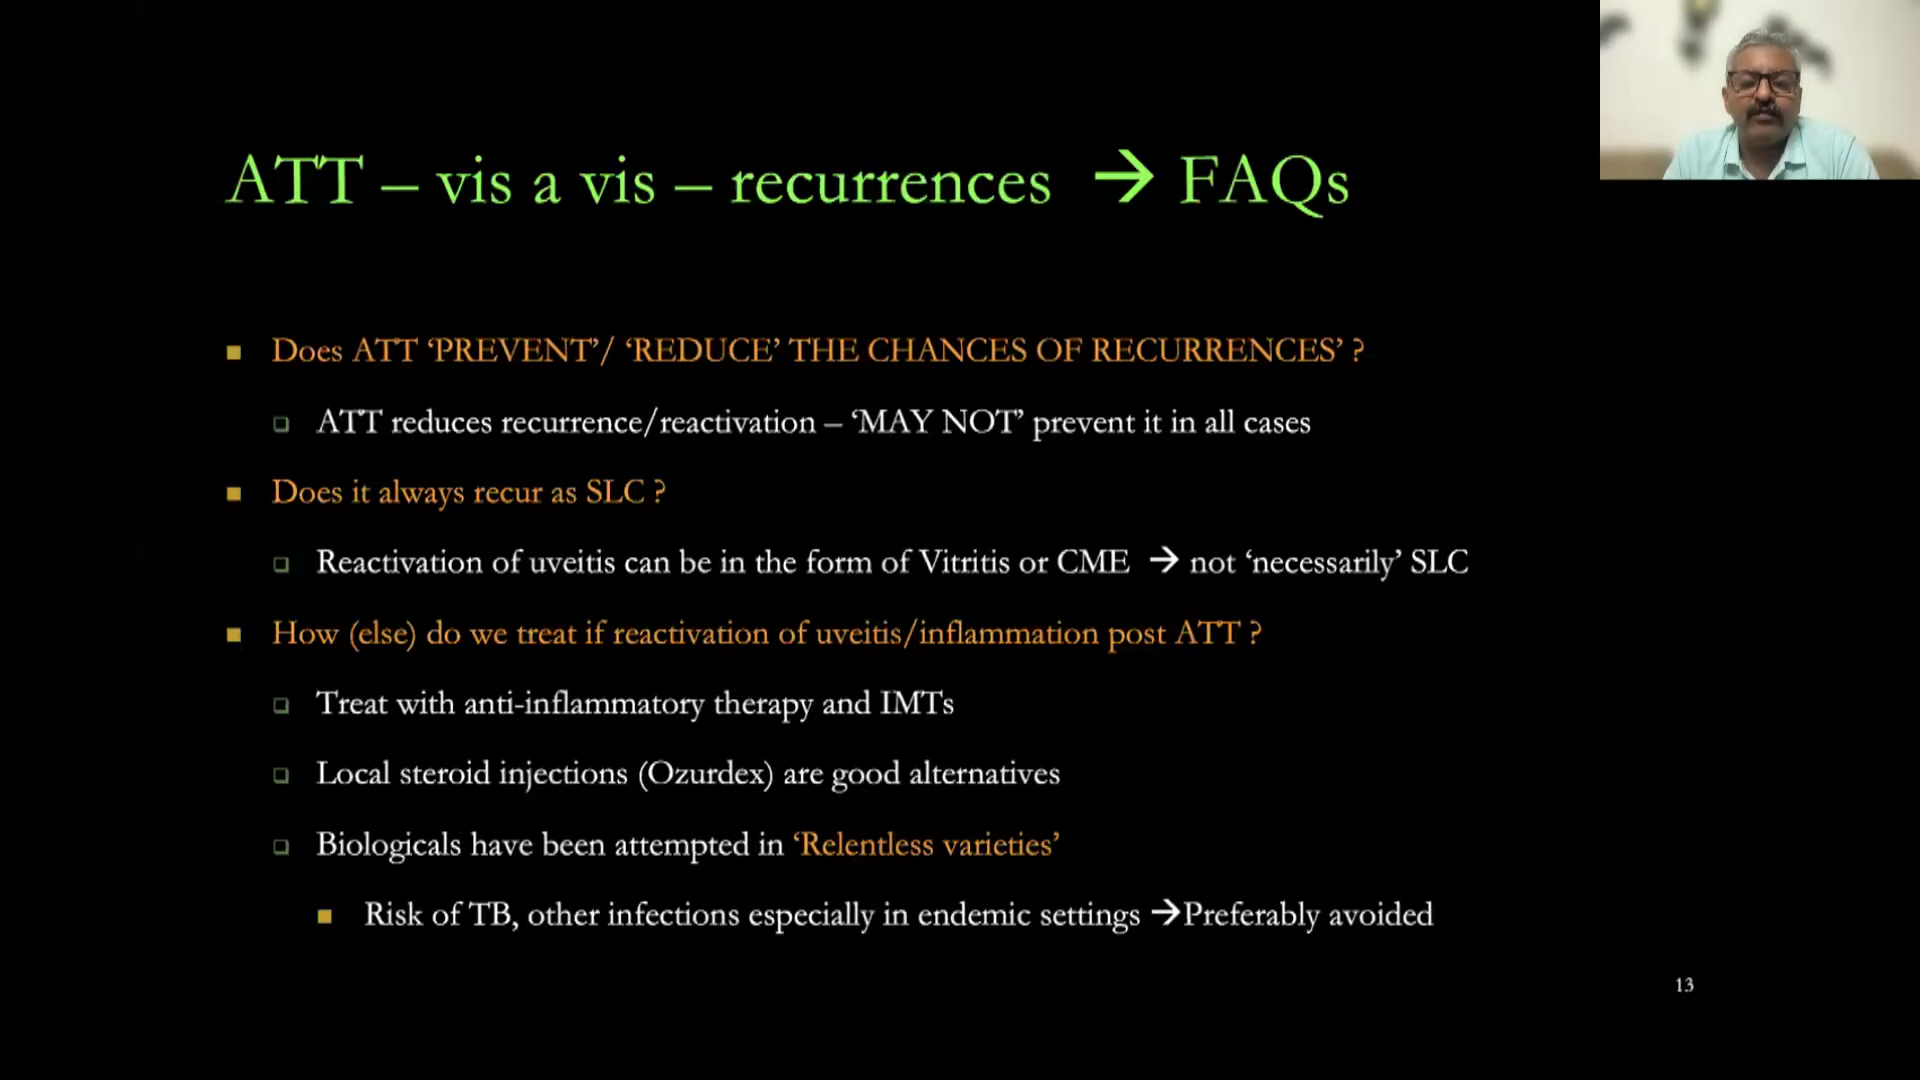 ATT – vis a vis – recurrences → FAQs
Does ATT ‘PREVENT’/ ‘REDUCE’ THE CHANCES OF RECURRENCES’ ?
ATT reduces recurrence/reactivation – ‘MAY NOT’ prevent it in all cases
Does it always recur as SLC ?
Reactivation of uveitis can be in the form of Vitritis or CME → not ‘necessarily’ SLC
How (else) do we treat if reactivation of uveitis/inflammation post ATT ?
Treat with anti-inflammatory therapy and IMTs
Local steroid injections (Ozurdex) are good alternatives
Biologicals have been attempted in ‘Relentless varieties’
Risk of TB, other infections especially in endemic settings →Preferably avoided
13